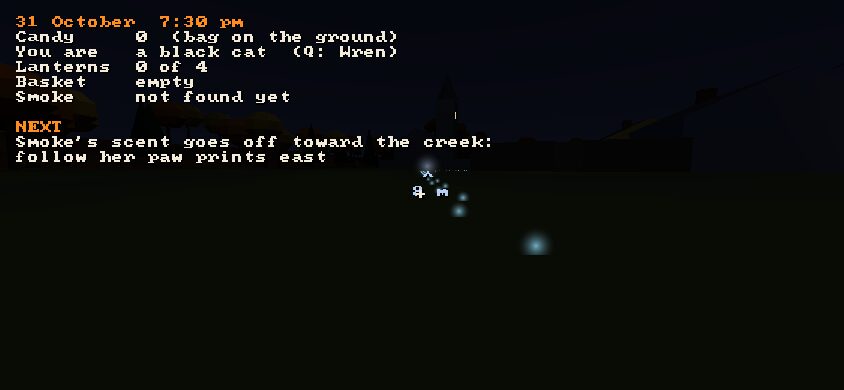 31 October 7:30 pm
Candy 0 (bag on the ground)
You are a black cat (Q: Wren)
Lanterns 0 of 4
Basket empty
Smoke not found yet
NEXT
Smoke's scent goes off toward the creek:
follow her paw prints east
m